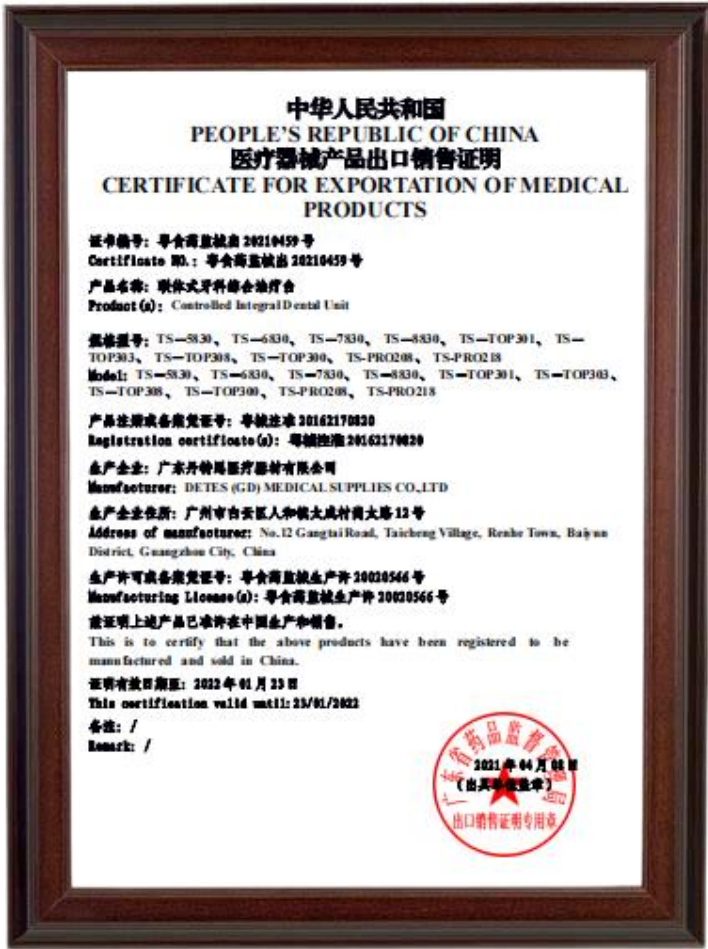 中华人民共和国
PEOPLE'S REPUBLIC OF CHINA
医疗器械产品出口销售证明
CERTIFICATE FOR EXPORTATION OF MEDICAL
PRODUCTS
证书编号：粤食药监械出 20210459 号
Certificate NO.：粤食药监械出 20210459 号
产品名称：联体式牙科综合治疗台
Product(s)：Controlled Integral Dental Unit
规格型号：TS—5830、TS—6830、TS—7830、TS—8830、TS—TOP301、TS—
TOP303、TS—TOP308、TS—TOP300、TS-PRO208、TS-PRO218
Model：TS—5830、TS—6830、TS—7830、TS—8830、TS—TOP301、TS—TOP303、
TS—TOP308、TS—TOP300、TS-PRO208、TS-PRO218
产品注册或备案凭证号：粤械注准 20162170820
Registration certificate(s)：粤械注准 20162170820
生产企业：广东丹特斯医疗器材有限公司
Manufacturer：DETES (GD) MEDICAL SUPPLIES CO.,LTD
生产企业住所：广州市白云区人和镇太成村岗太路 12 号
Address of manufacturer：No.12 Gangtai Road, Taicheng Village, Renhe Town, Baiyun
District, Guangzhou City, China
生产许可或备案凭证号：粤食药监械生产许 20020566 号
Manufacturing License(s)：粤食药监械生产许 20020566 号
兹证明上述产品已准许在中国生产和销售。
This is to certify that the above products have been registered to be
manufactured and sold in China.
证明有效日期至：2022 年 01 月 23 日
This certification valid until:23/01/2022
备注：/
Remark：/
广东省药品监督管理局
2021 年 04 月 08 日
（出具单位盖章）
出口销售证明专用章